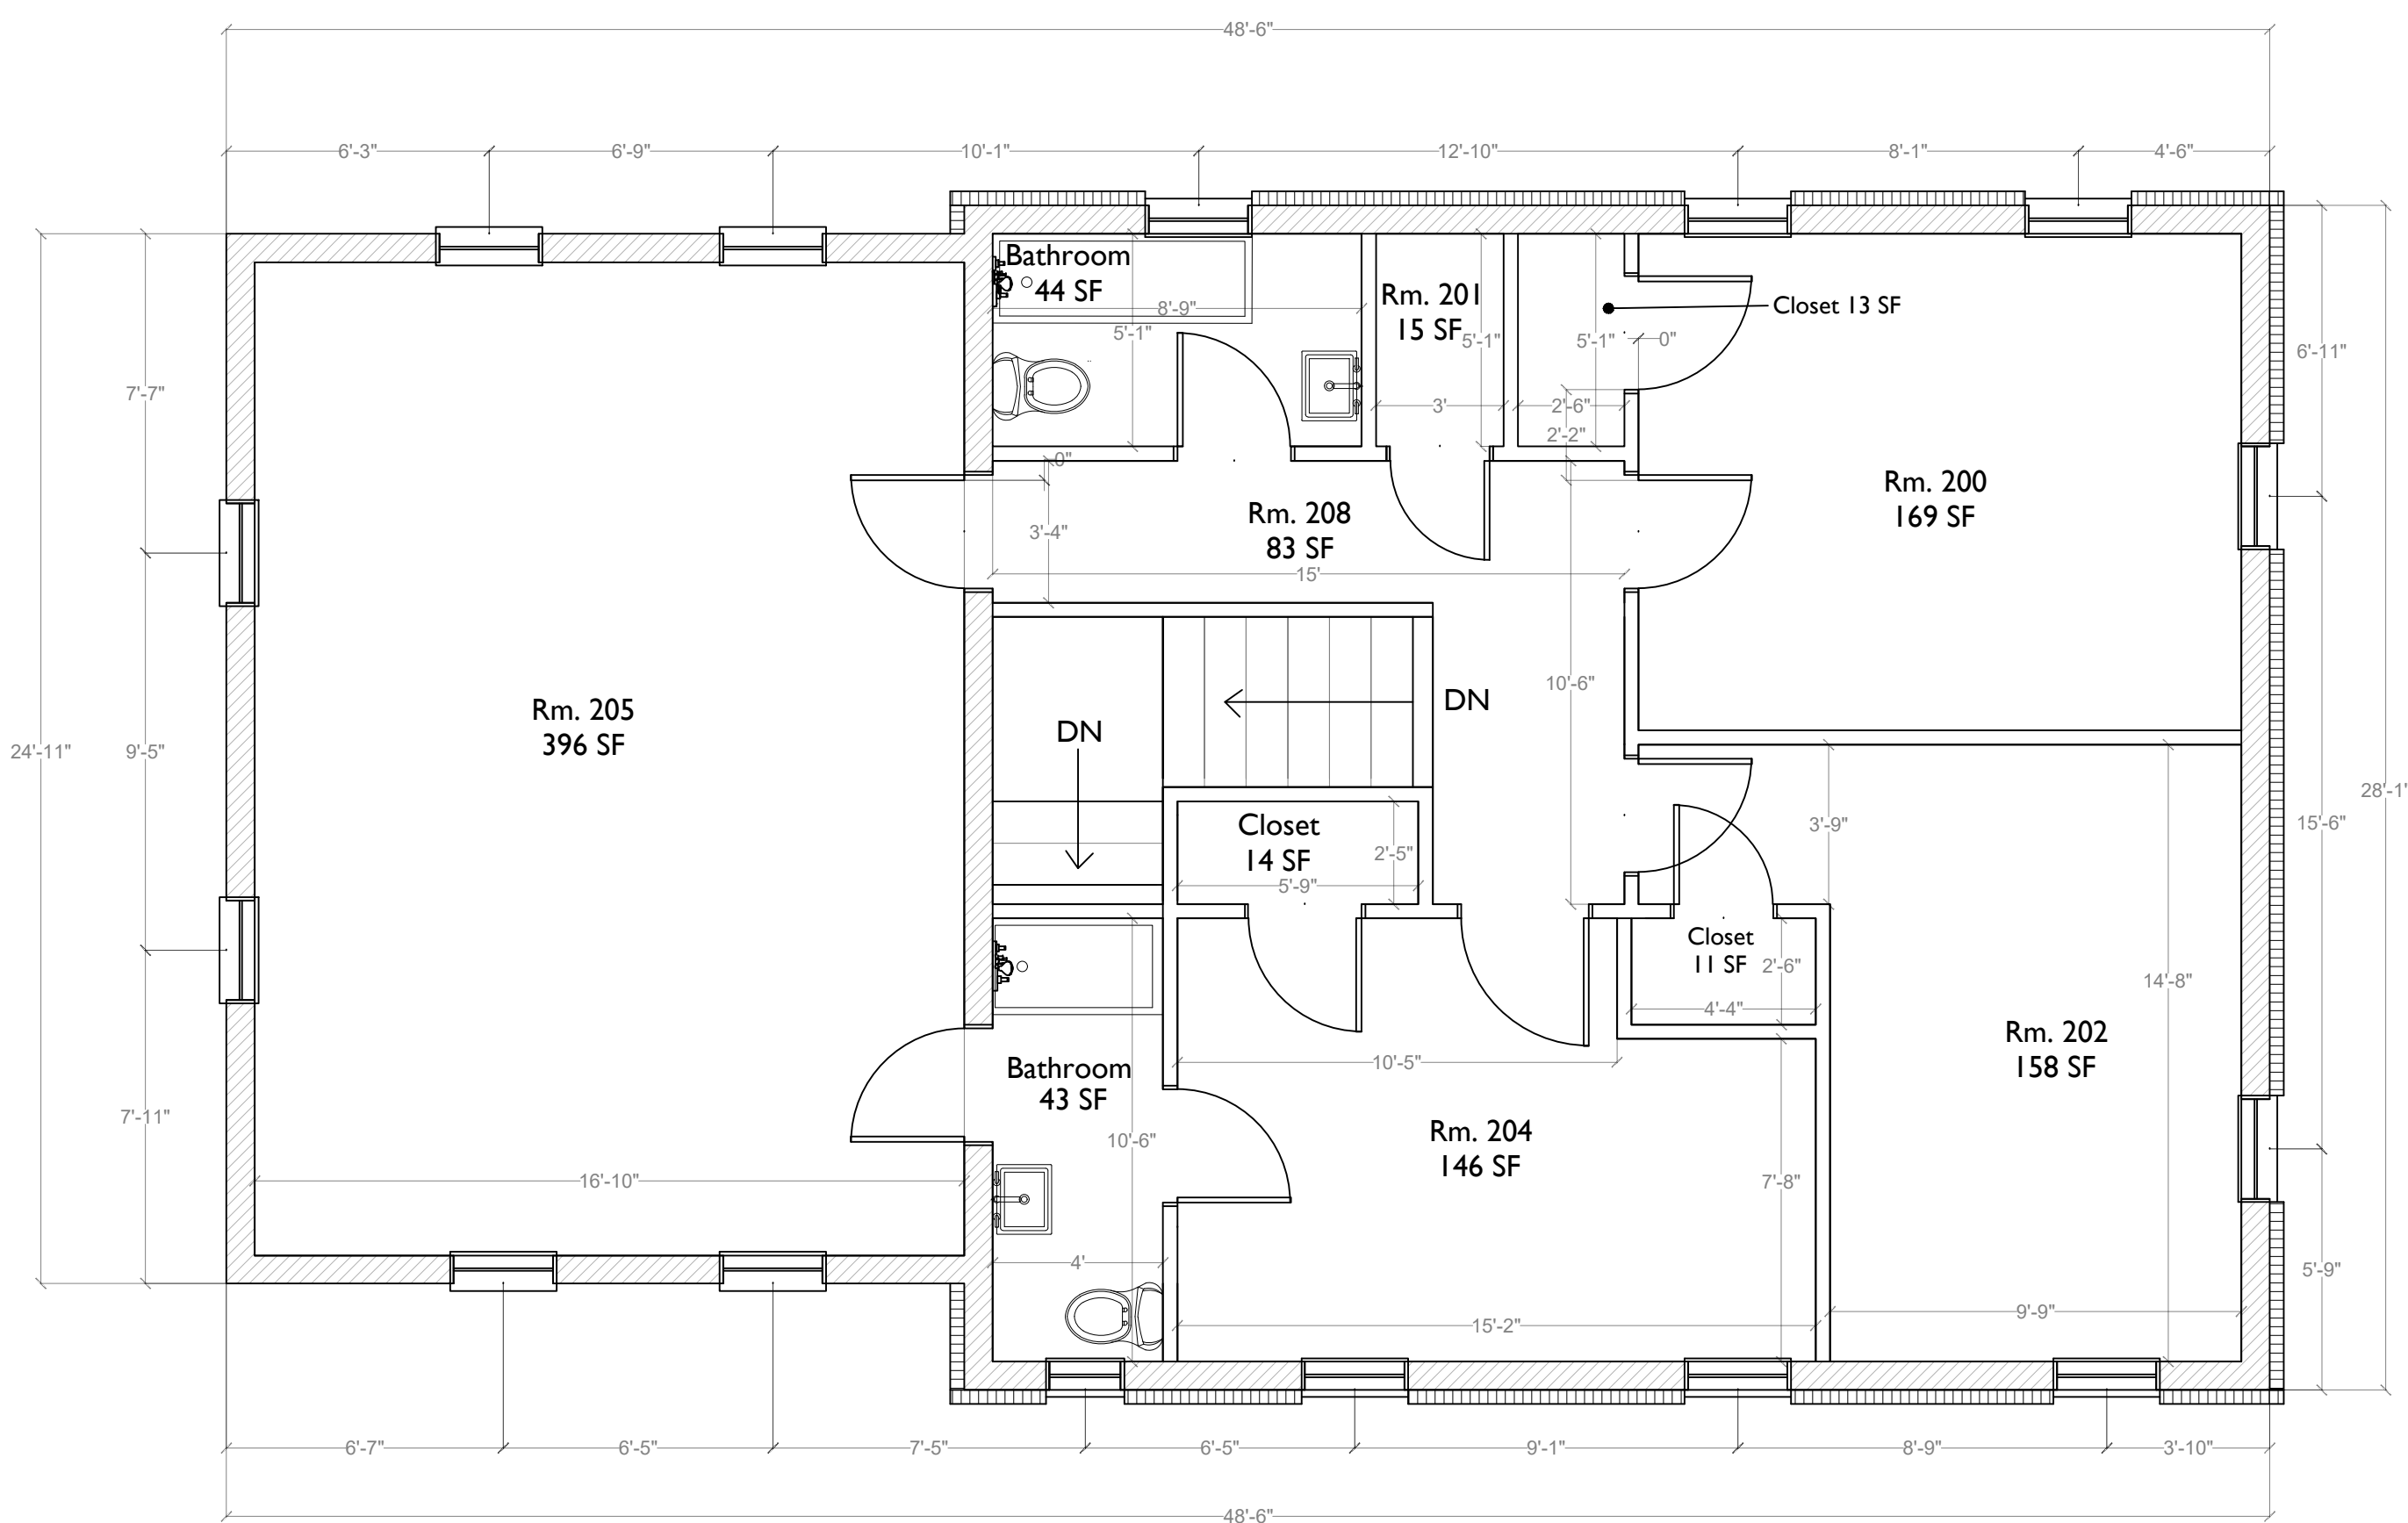 48'-6"
6'-3"
6'-9"
10'-1"
12'-10"
8'-1"
4'-6"
Bathroom
44 SF
8'-9"
5'-1"
Rm. 201
15 SF
5'-1"
3'
Closet 13 SF
5'-1"
0"
2'-6"
2'-2"
6'-11"
7'-7"
0"
Rm. 208
83 SF
3'-4"
15'
Rm. 200
169 SF
Rm. 205
396 SF
24'-11"
9'-5"
DN
DN
10'-6"
28'-1"
15'-6"
3'-9"
Closet
14 SF
2'-5"
5'-9"
Closet
11 SF
2'-6"
4'-4"
14'-8"
Rm. 202
158 SF
10'-5"
Bathroom
43 SF
10'-6"
Rm. 204
146 SF
7'-11"
16'-10"
7'-8"
4'
15'-2"
9'-9"
5'-9"
6'-7"
6'-5"
7'-5"
6'-5"
9'-1"
8'-9"
3'-10"
48'-6"